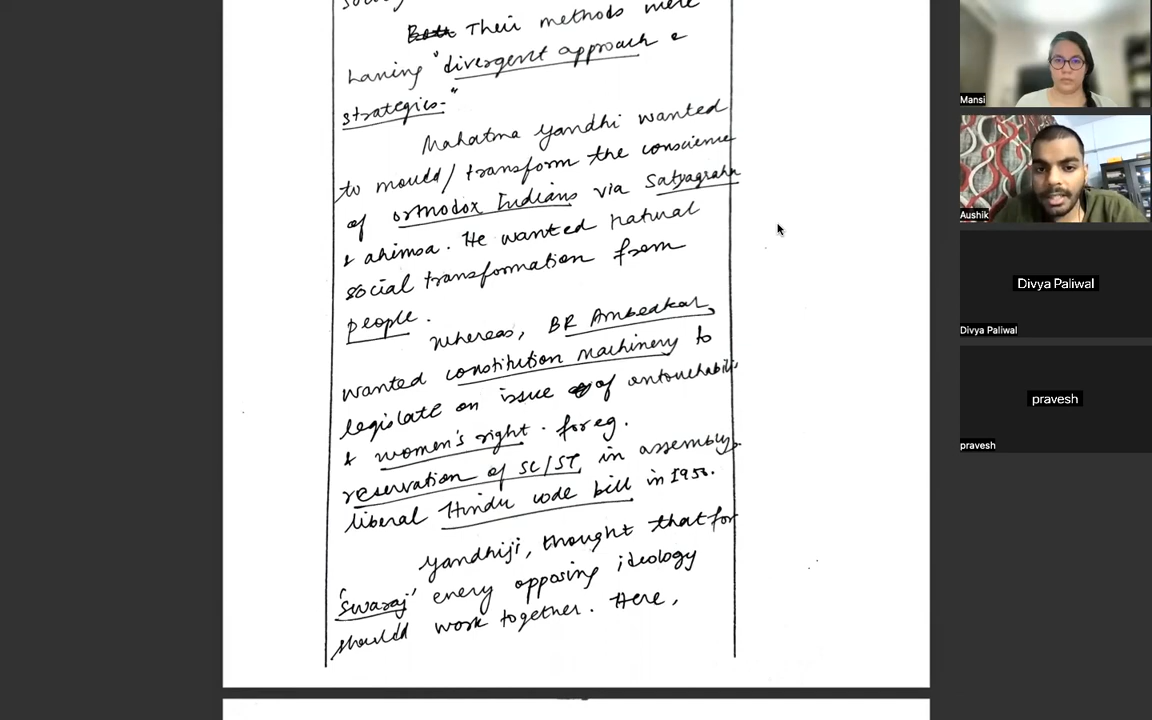 Their methods were
having "divergent approach &
strategies."
Mahatma Gandhi wanted
to mould/transform the conscience
of orthodox Indians via Satyagraha
& ahimsa. He wanted natural
social transformation from
people.
Whereas, BR Ambedkar,
wanted constitution machinery to
legislate on issue of untouchability
& women's right. for eg.
reservation of SC/ST in assembly,
liberal Hindu code bill in 1950.
Gandhiji, thought that for
'Swaraj' every opposing ideology
should work together. Here,
Mansi
Aushik
Divya Paliwal
Divya Paliwal
pravesh
pravesh